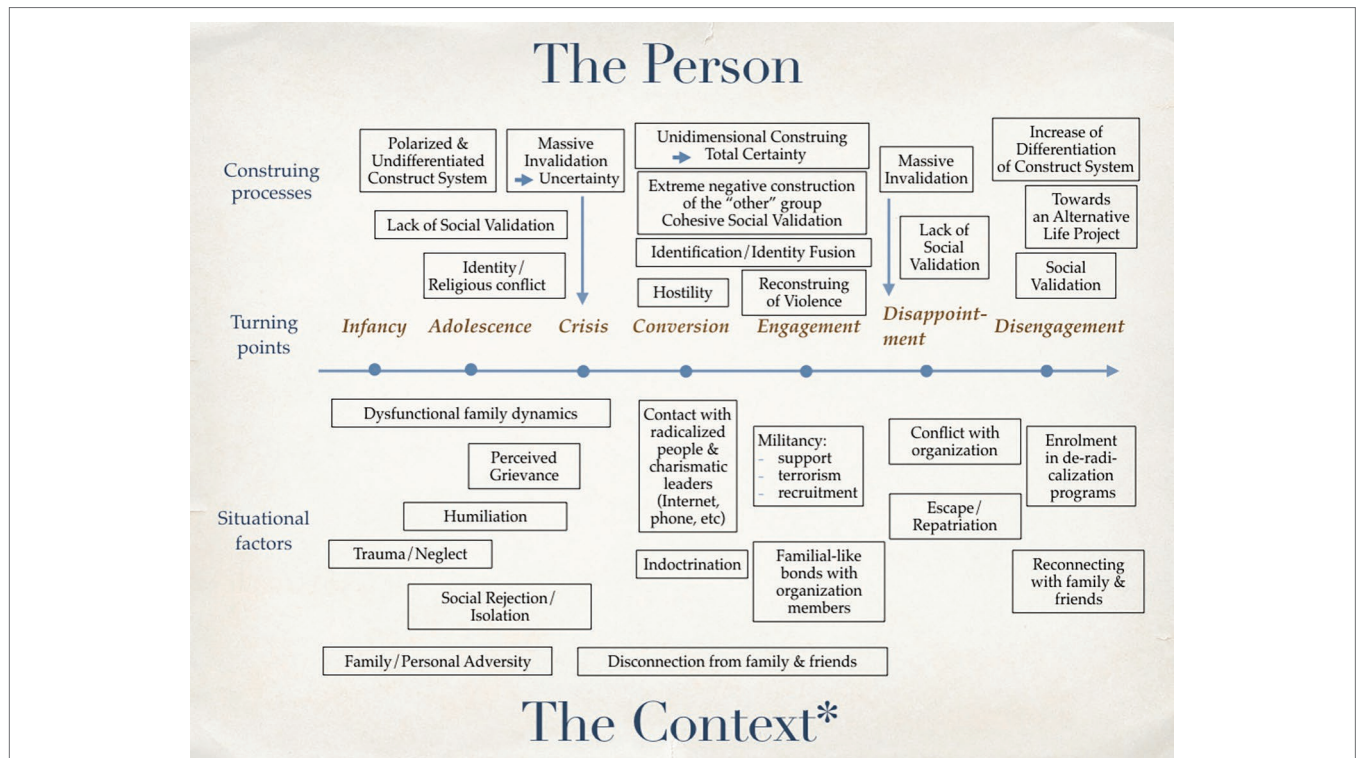 The Person
Construing
processes
Polarized &
Undifferentiated
Construct System
Massive
Invalidation
Uncertainty
Lack of Social Validation
Identity/
Religious conflict
Unidimensional Construing
Total Certainty
Extreme negative construction
of the “other” group
Cohesive Social Validation
Identification/Identity Fusion
Hostility
Reconstruing
of Violence
Massive
Invalidation
Lack of
Social
Validation
Increase of
Differentiation
of Construct System
Towards
an Alternative
Life Project
Social
Validation
Turning
points
Infancy
Adolescence
Crisis
Conversion
Engagement
Disappoint-
ment
Disengagement
Situational
factors
Dysfunctional family dynamics
Perceived
Grievance
Humiliation
Trauma/Neglect
Social Rejection/
Isolation
Family/Personal Adversity
Contact with
radicalized
people &
charismatic
leaders
(Internet,
phone, etc)
Indoctrination
Militancy:
- support
- terrorism
- recruitment
Familial-like
bonds with
organization
members
Disconnection from family & friends
Conflict with
organization
Escape/
Repatriation
Enrolment
in de-radi-
calization
programs
Reconnecting
with family &
friends
The Context*